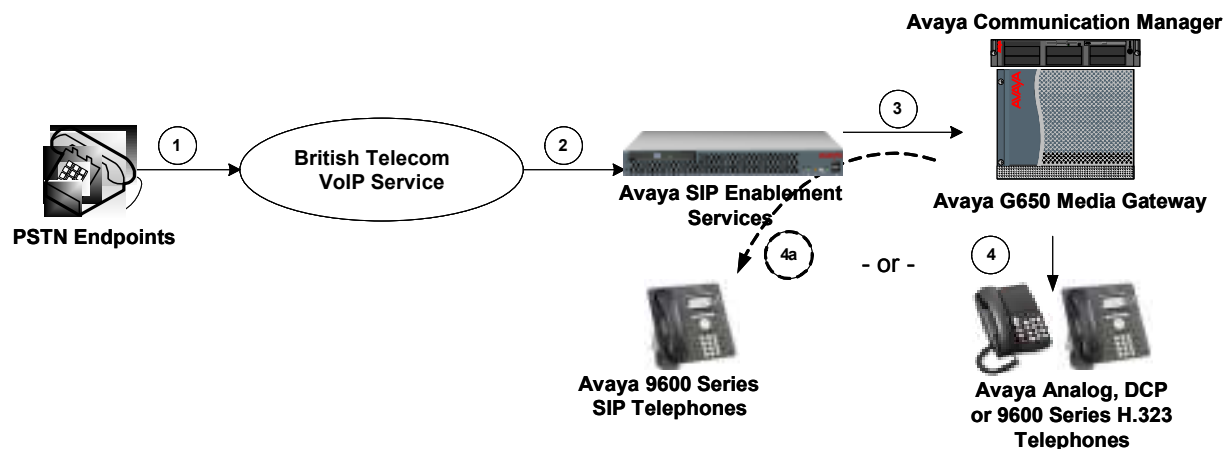 Avaya Communication Manager
AVAYA
1
British Telecom
VoIP Service
2
3
PSTN Endpoints
Avaya SIP Enablement
Services
Avaya G650 Media Gateway
4a
- or -
4
Avaya 9600 Series
SIP Telephones
Avaya Analog, DCP
or 9600 Series H.323
Telephones